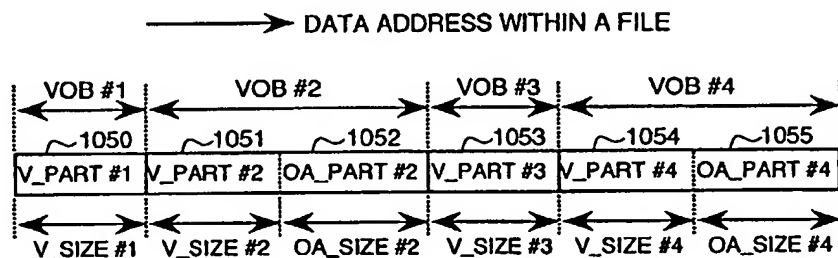 DATA ADDRESS WITHIN A FILE
VOB #1 VOB #2 VOB #3 VOB #4
1050 1051 1052 1053 1054 1055
V_PART #1 V_PART #2 OA_PART #2 V_PART #3 V_PART #4 OA_PART #4
V_SIZE #1 V_SIZE #2 OA_SIZE #2 V_SIZE #3 V_SIZE #4 OA_SIZE #4